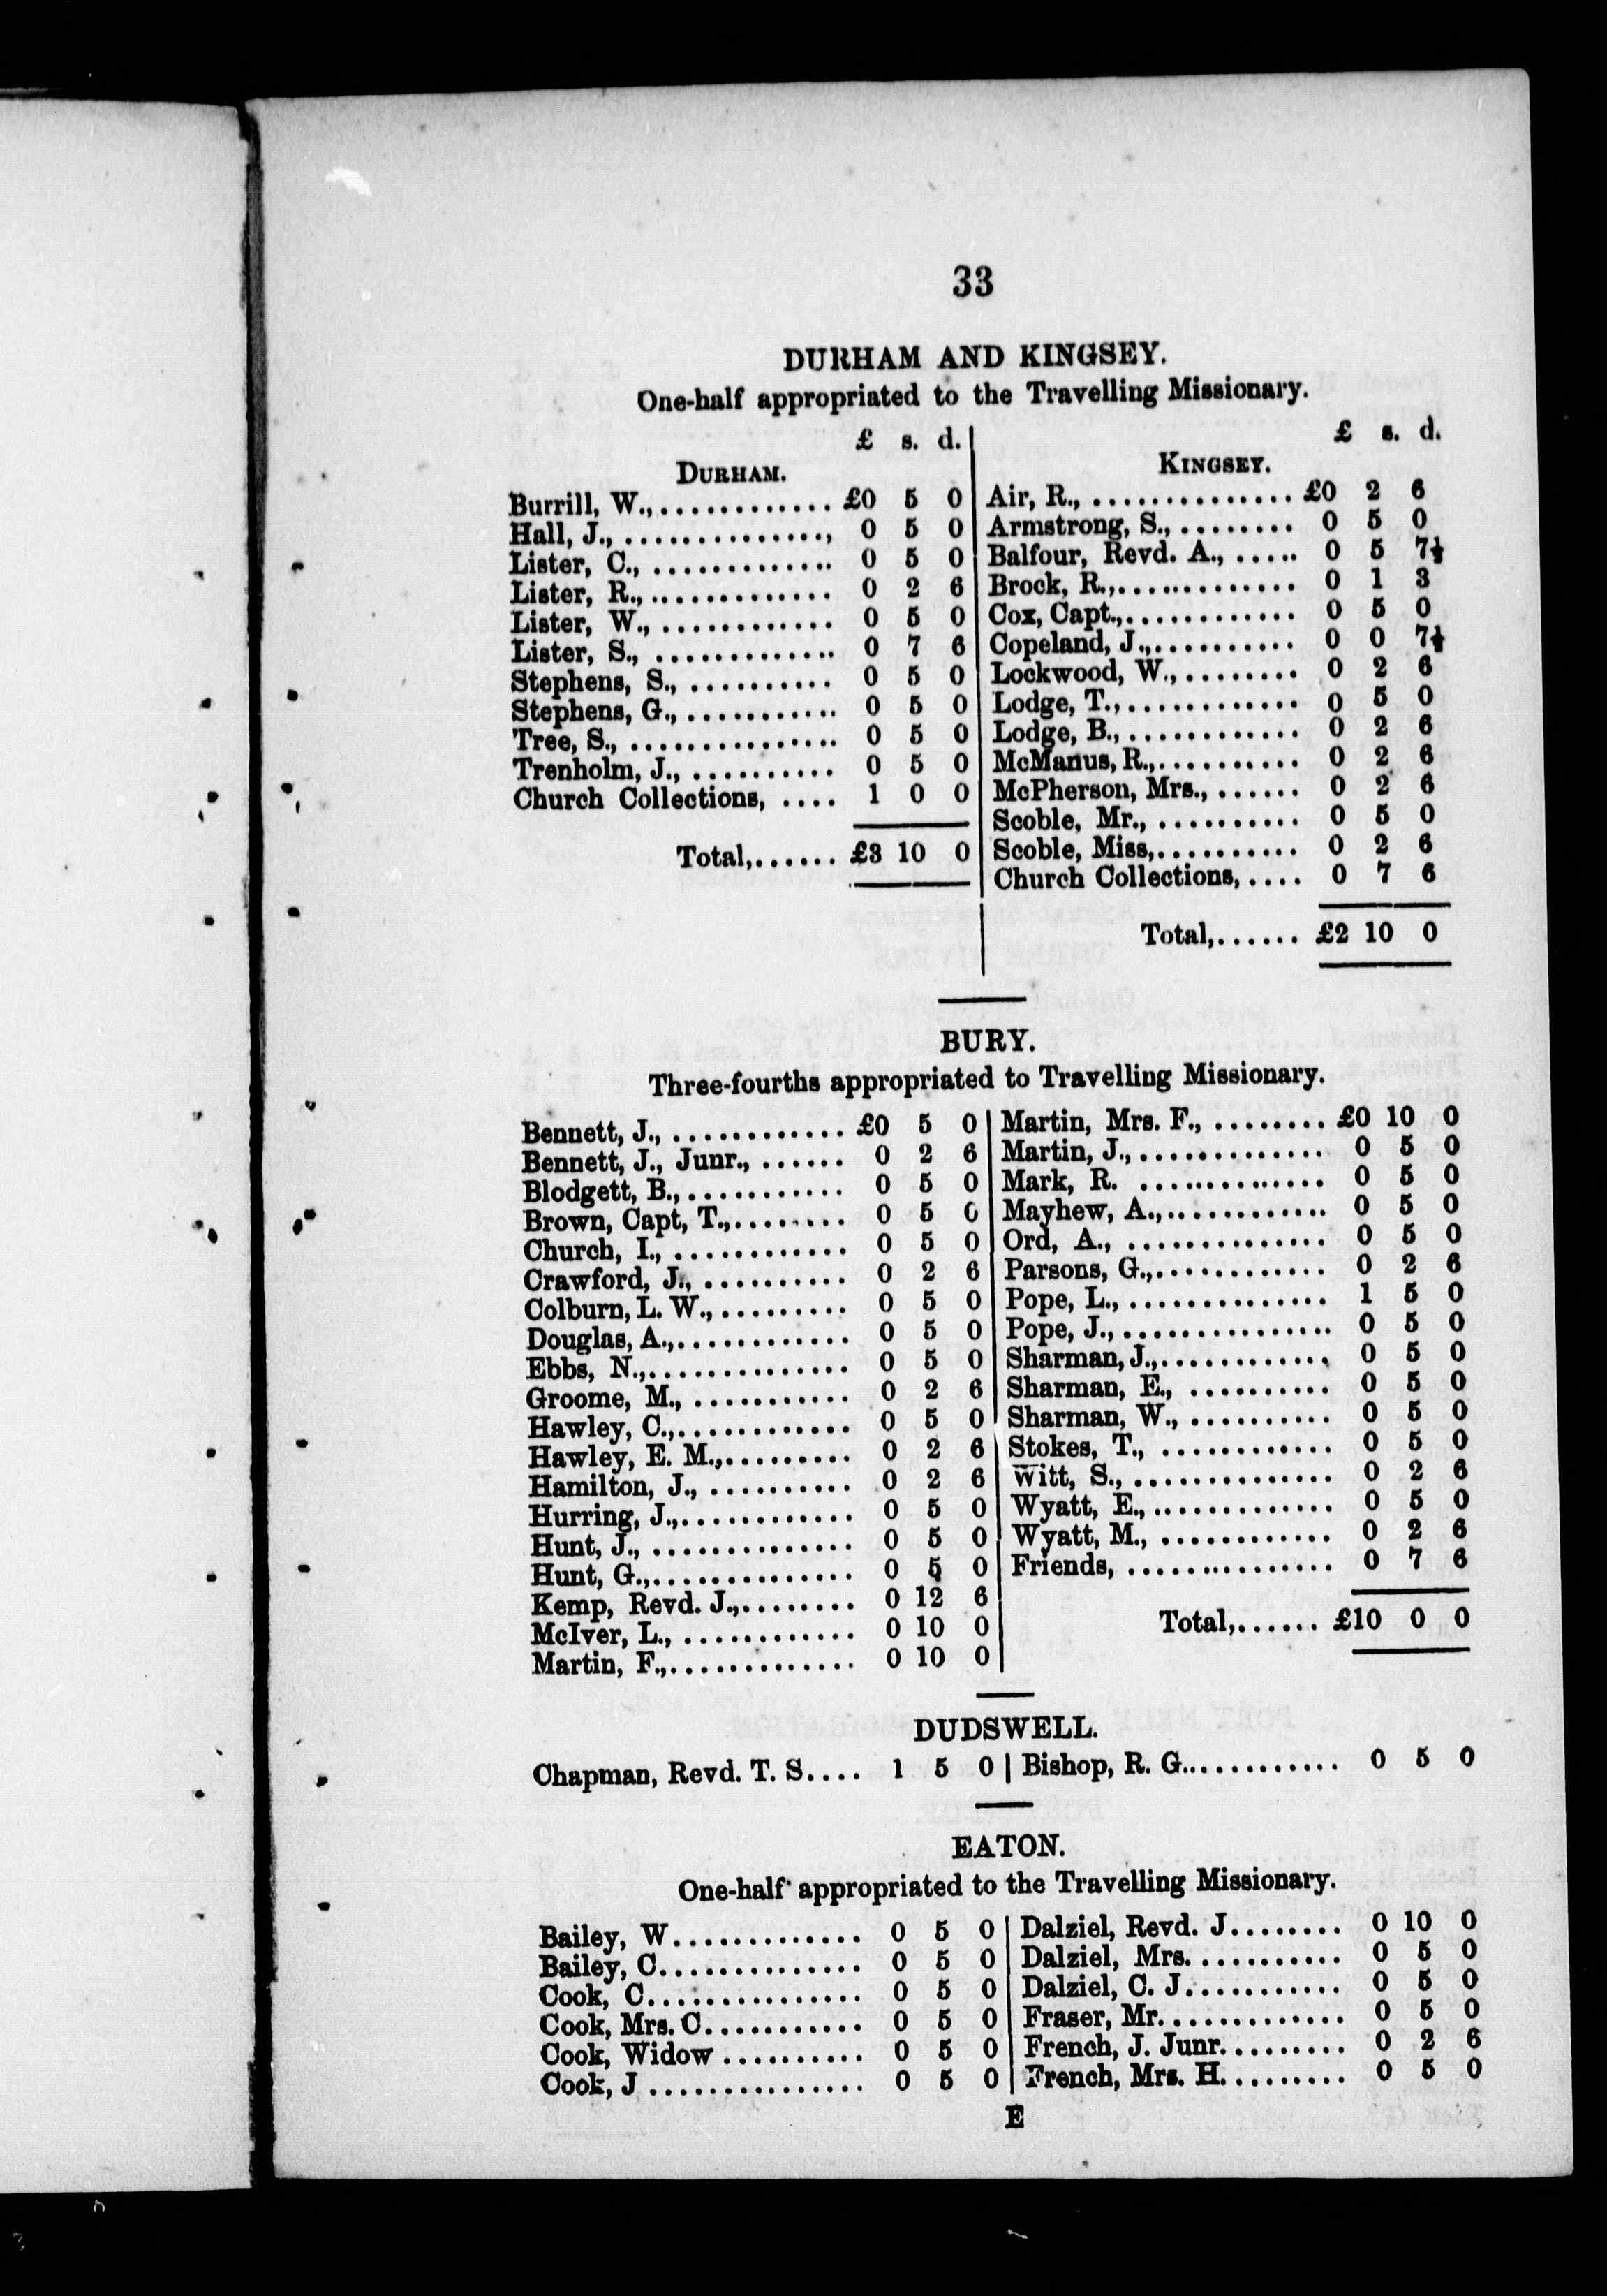 33
DURHAM AND KINGSEY.
One-half appropriated to the Travelling Missionary.
£ s. d.
DURHAM.
Burrill, W.,............ £0 5 0
Hall, J., ..............., 0 5 0
Lister, C., ............. 0 5 0
Lister, R., ............. 0 2 6
Lister, W., ............ 0 5 0
Lister, S., ............. 0 7 6
Stephens, S., .......... 0 5 0
Stephens, G., ........... 0 5 0
Tree, S., ............... 0 5 0
Trenholm, J., .......... 0 5 0
Church Collections, .... 1 0 0
Total,...... £3 10 0
£ s. d.
KINGSEY.
Air, R., .............. £0 2 6
Armstrong, S., ........ 0 5 0
Balfour, Revd. A., ..... 0 5 7½
Brock, R.,............. 0 1 3
Cox, Capt.,............. 0 5 0
Copeland, J.,.......... 0 0 7½
Lockwood, W.,........ 0 2 6
Lodge, T.,............. 0 5 0
Lodge, B.,............. 0 2 6
McManus, R.,.......... 0 2 6
McPherson, Mrs., ...... 0 2 6
Scoble, Mr., .......... 0 5 0
Scoble, Miss,.......... 0 2 6
Church Collections,.... 0 7 6
Total,...... £2 10 0
BURY.
Three-fourths appropriated to Travelling Missionary.
Bennett, J., ............ £0 5 0
Bennett, J., Junr., ...... 0 2 6
Blodgett, B.,........... 0 5 0
Brown, Capt, T.,........ 0 5 0
Church, I., ............ 0 5 0
Crawford, J., .......... 0 2 6
Colburn, L. W.,......... 0 5 0
Douglas, A.,............ 0 5 0
Ebbs, N.,.............. 0 5 0
Groome, M., ........... 0 2 6
Hawley, C.,............ 0 5 0
Hawley, E. M.,......... 0 2 6
Hamilton, J., .......... 0 2 6
Hurring, J.,............ 0 5 0
Hunt, J., .............. 0 5 0
Hunt, G.,.............. 0 5 0
Kemp, Revd. J.,........ 0 12 6
McIver, L., ............ 0 10 0
Martin, F.,............. 0 10 0
Martin, Mrs. F., ........ £0 10 0
Martin, J.,............. 0 5 0
Mark, R. ............. 0 5 0
Mayhew, A.,............ 0 5 0
Ord, A., .............. 0 5 0
Parsons, G.,............ 0 2 6
Pope, L., .............. 1 5 0
Pope, J.,............... 0 5 0
Sharman, J.,............ 0 5 0
Sharman, E., .......... 0 5 0
Sharman, W., .......... 0 5 0
Stokes, T., ............ 0 5 0
Witt, S., .............. 0 2 6
Wyatt, E., ............. 0 5 0
Wyatt, M., ............ 0 2 6
Friends, .............. 0 7 6
Total,...... £10 0 0
DUDSWELL.
Chapman, Revd. T. S.... 1 5 0
Bishop, R. G............ 0 5 0
EATON.
One-half appropriated to the Travelling Missionary.
Bailey, W............. 0 5 0
Bailey, C.............. 0 5 0
Cook, C............... 0 5 0
Cook, Mrs. C........... 0 5 0
Cook, Widow .......... 0 5 0
Cook, J ............... 0 5 0
Dalziel, Revd. J........ 0 10 0
Dalziel, Mrs. .......... 0 5 0
Dalziel, C. J........... 0 5 0
Fraser, Mr............. 0 5 0
French, J. Junr......... 0 2 6
French, Mrs. H......... 0 5 0
E